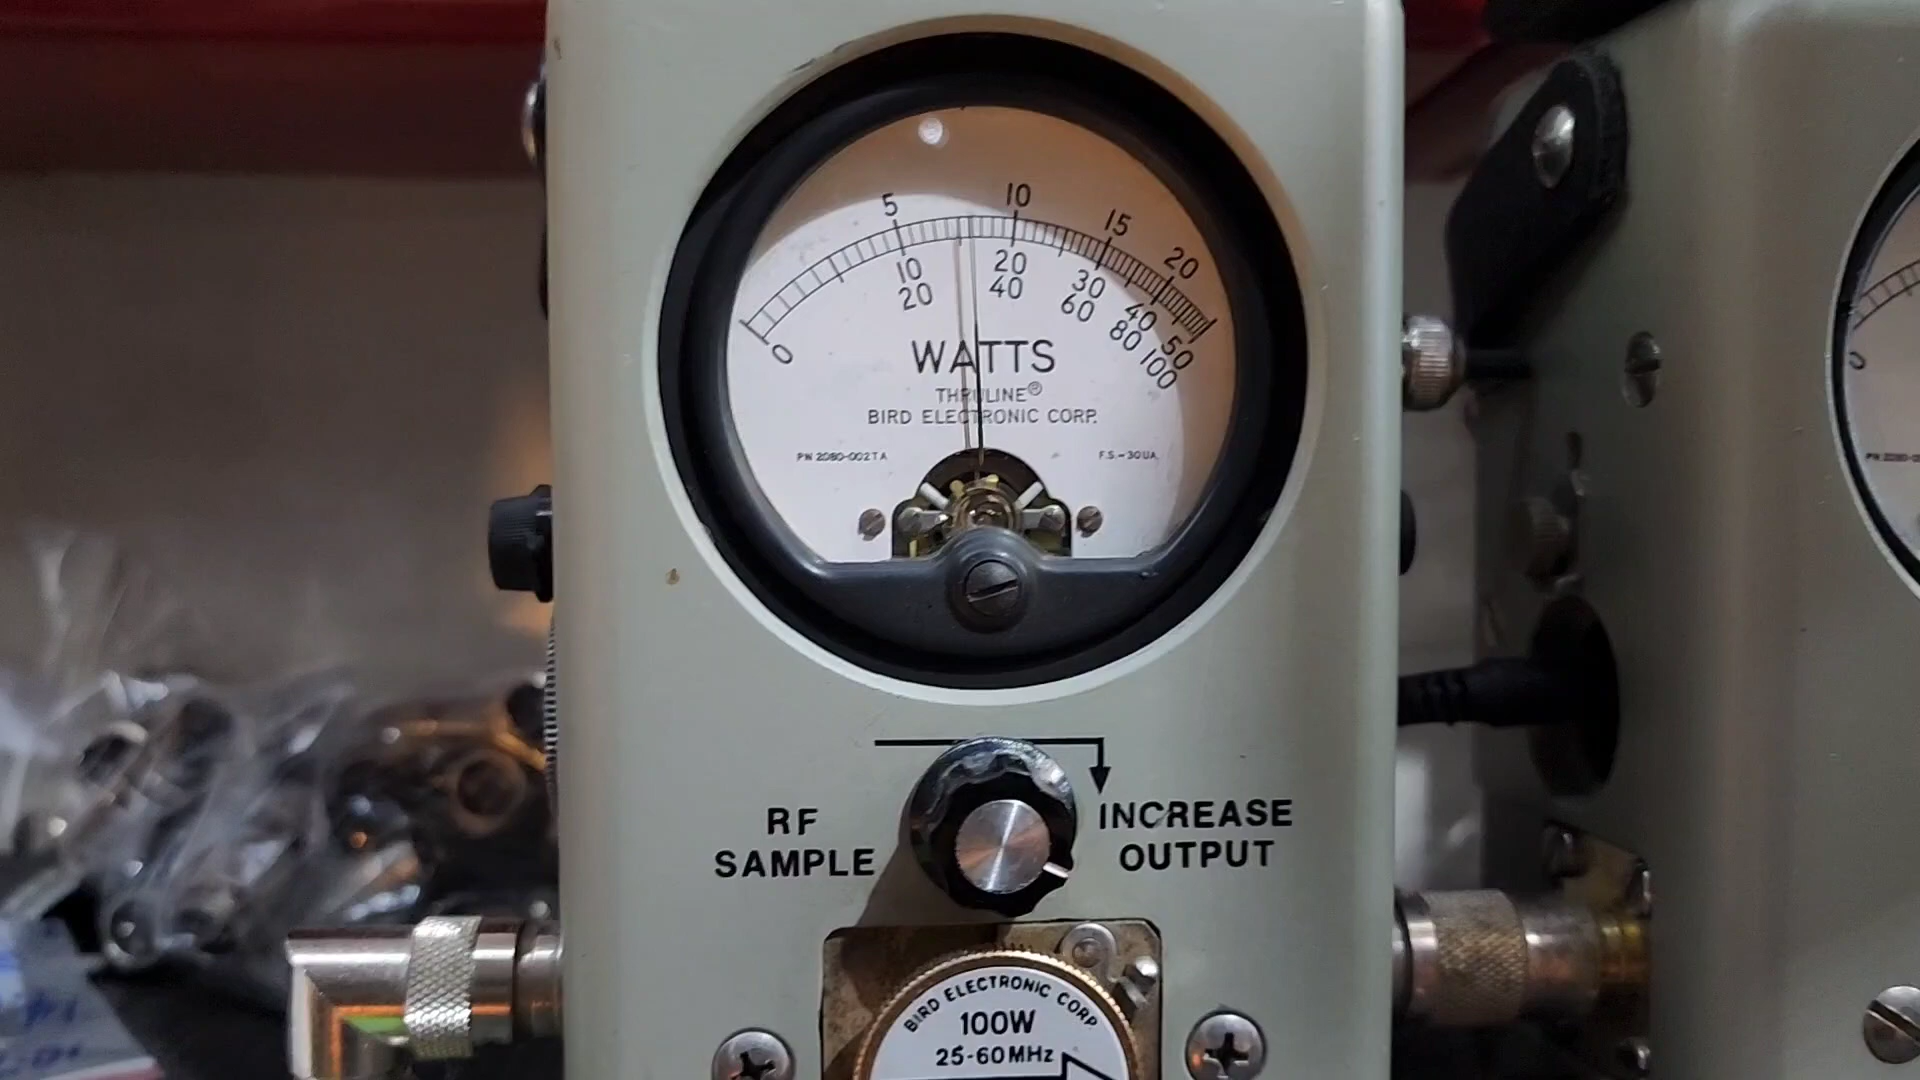 5 10 15 20
0 10 20 30 40 50
20 40 60 80 100
WATTS
THRULINE®
BIRD ELECTRONIC CORP.
PN 2080-002TA F.S.-30UA
RF
SAMPLE
INCREASE
OUTPUT
BIRD ELECTRONIC CORP
100W
25-60MHz
0